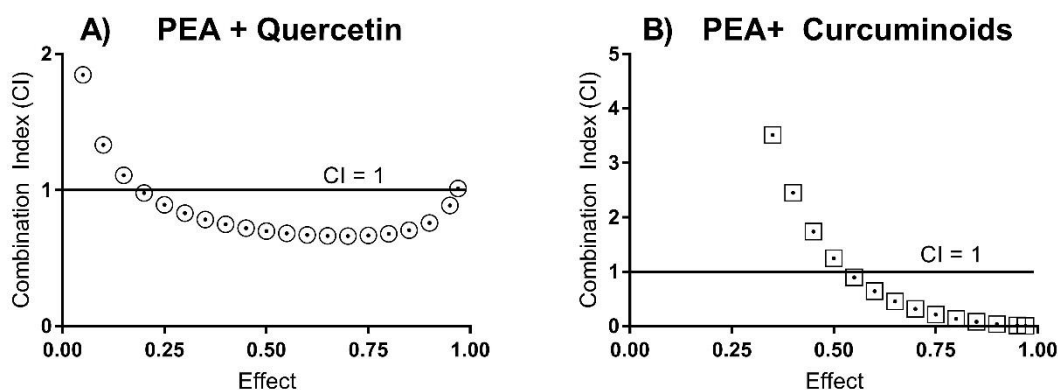 A) PEA + Quercetin
Combination Index (CI)
2
1
0
CI = 1
0.00 0.25 0.50 0.75 1.00
Effect
B) PEA+ Curcuminoids
Combination Index (CI)
5
4
3
2
1
0
CI = 1
0.00 0.25 0.50 0.75 1.00
Effect